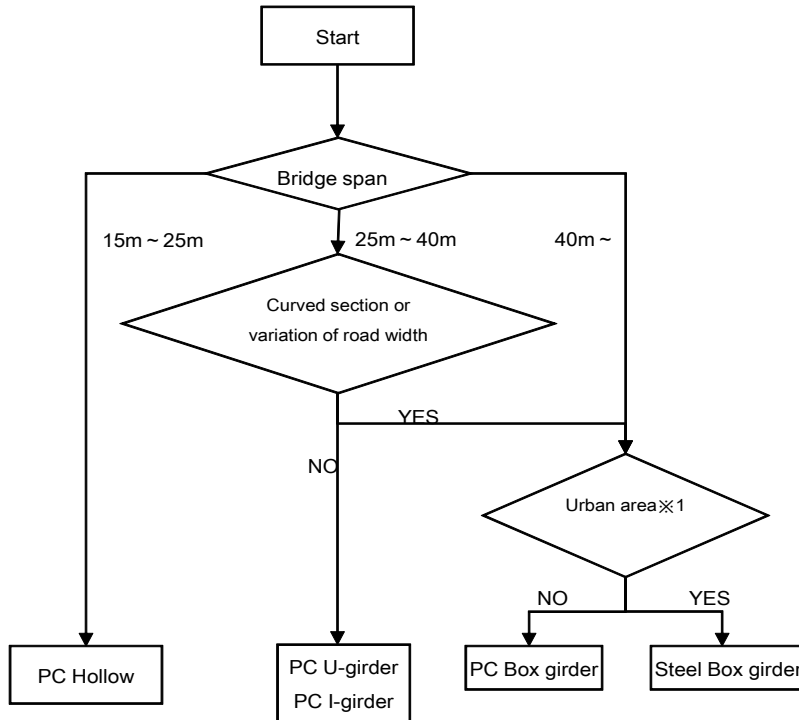 Start
Bridge span
15m ~ 25m
25m ~ 40m
40m ~
Curved section or
variation of road width
YES
NO
Urban area※1
NO
YES
PC Hollow
PC U-girder
PC I-girder
PC Box girder
Steel Box girder